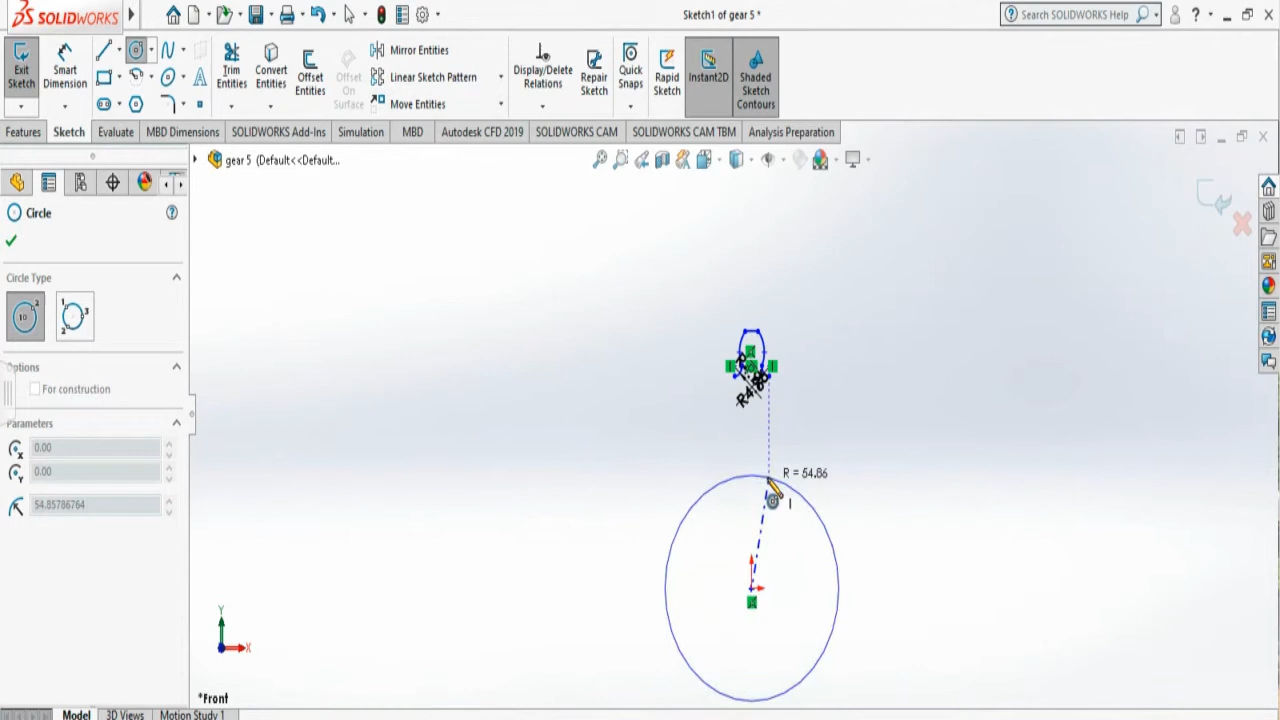 SOLIDWORKS
Sketch1 of gear 5 *
Search SOLIDWORKS Help
?
Exit Sketch
Smart Dimension
Trim Entities
Convert Entities
Offset Entities
Offset On Surface
Mirror Entities
Linear Sketch Pattern
Move Entities
Display/Delete Relations
Repair Sketch
Quick Snaps
Rapid Sketch
Instant2D
Shaded Sketch Contours
Features
Sketch
Evaluate
MBD Dimensions
SOLIDWORKS Add-Ins
Simulation
MBD
Autodesk CFD 2019
SOLIDWORKS CAM
SOLIDWORKS CAM TBM
Analysis Preparation
gear 5 (Default<<Default...
Circle
Circle Type
Options
For construction
Parameters
0.00
0.00
54.85786764
R = 54.86
Y
X
*Front
Model
3D Views
Motion Study 1